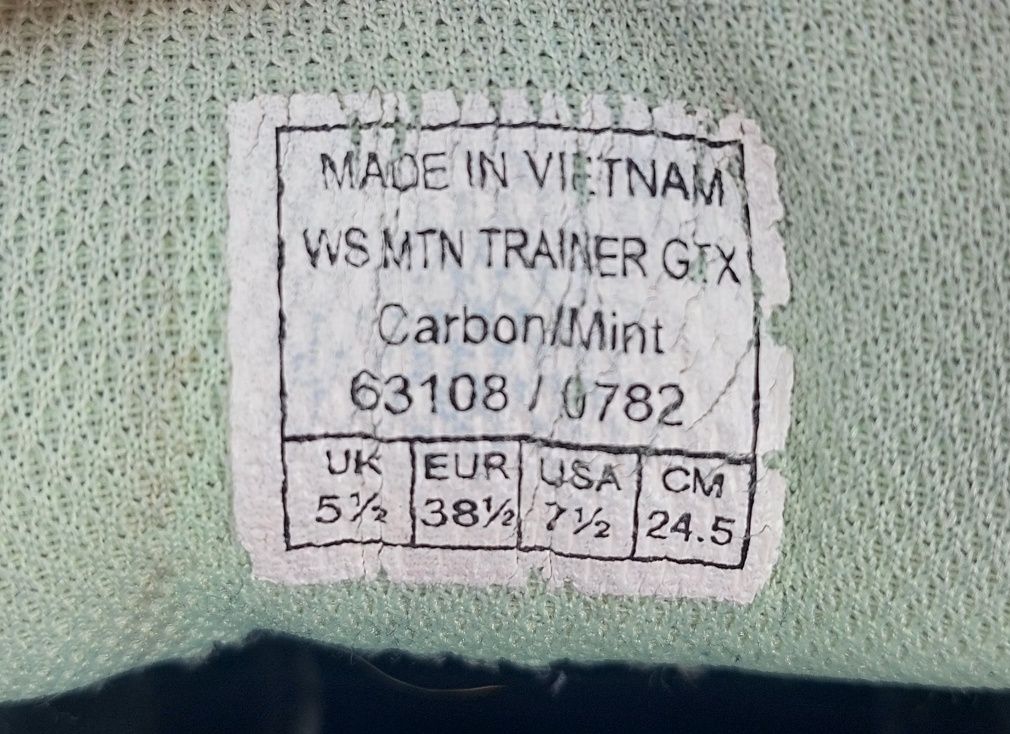 MADE IN VIETNAM
WS MTN TRAINER GTX
Carbon/Mint
63108 / 0782
UK EUR USA CM
5½ 38½ 7½ 24.5